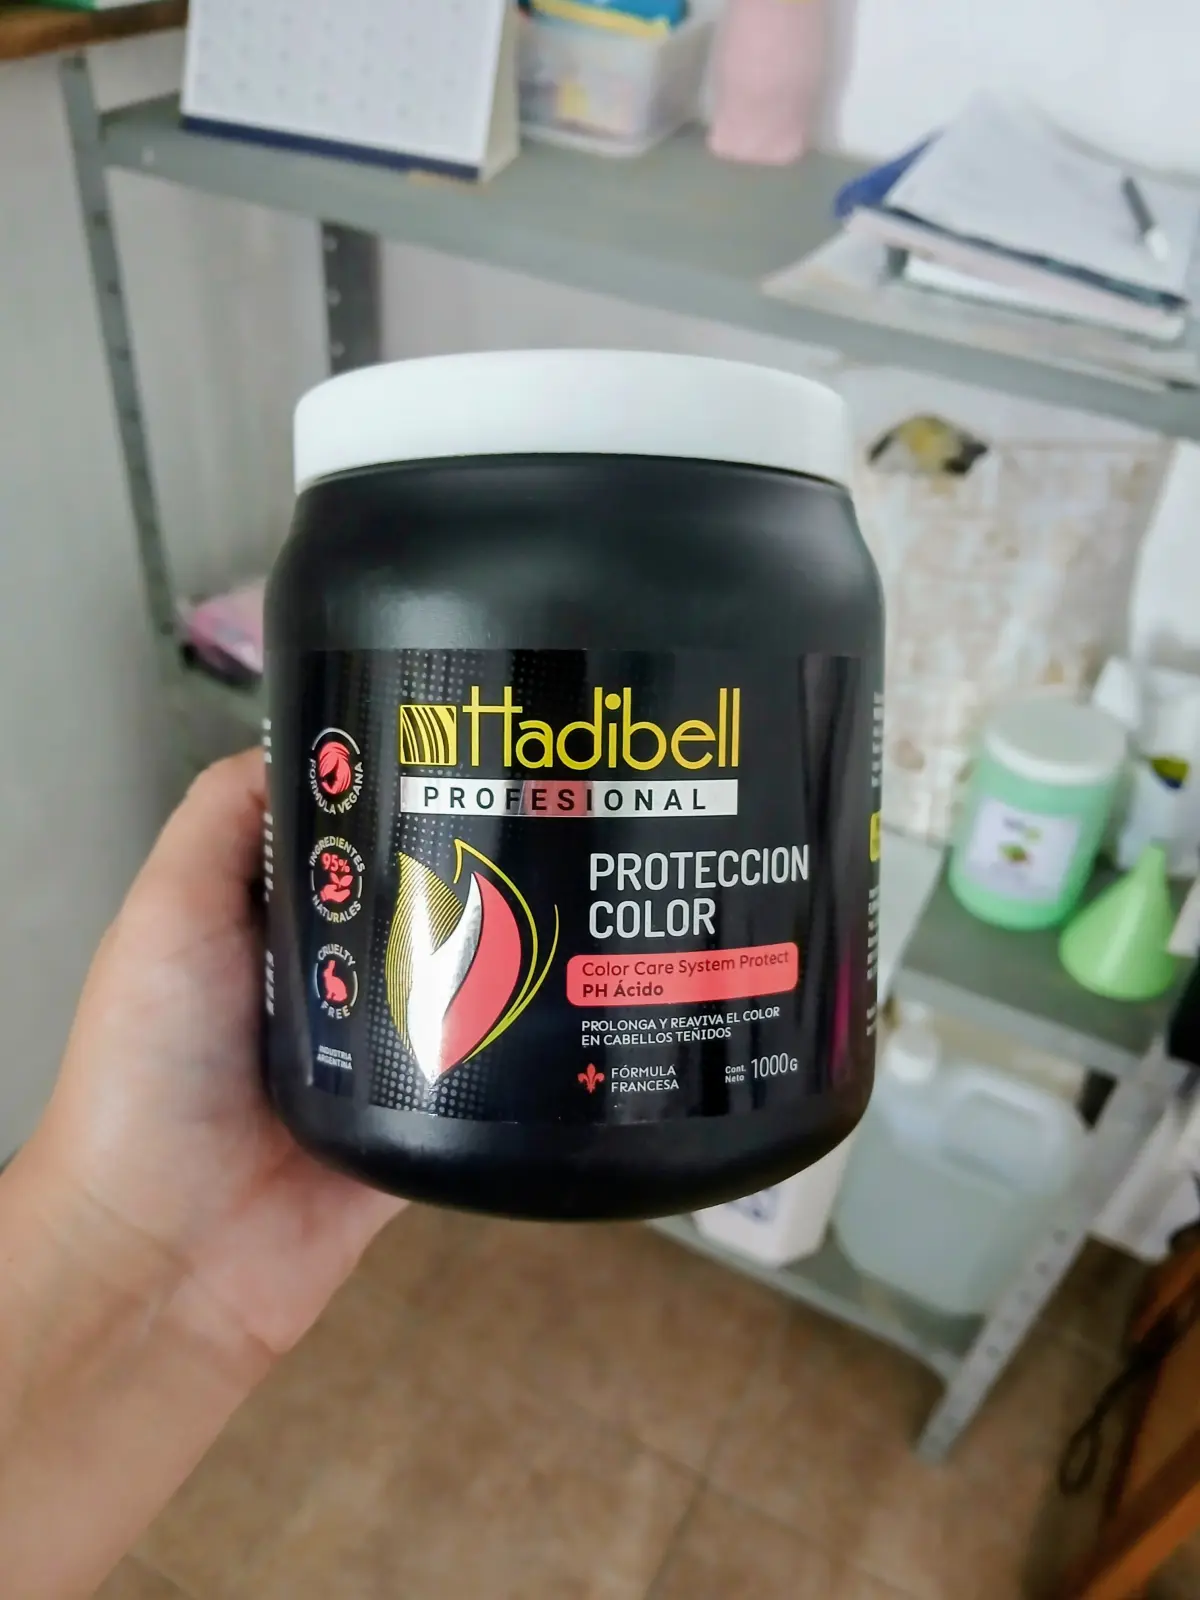 Hadibell
PROFESIONAL
FORMULA VEGANA
INGREDIENTES
95%
NATURALES
CRUELTY
FREE
INDUSTRIA
ARGENTINA
PROTECCION
COLOR
Color Care System Protect
PH Ácido
PROLONGA Y REAVIVA EL COLOR
EN CABELLOS TEÑIDOS
FÓRMULA
FRANCESA
Cont.
Neto
1000G